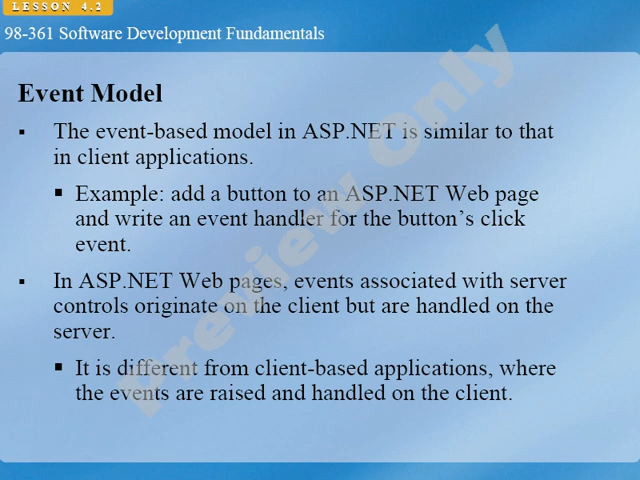 LESSON 4.2
98-361 Software Development Fundamentals
Event Model
▪ The event-based model in ASP.NET is similar to that
in client applications.
▪ Example: add a button to an ASP.NET Web page
and write an event handler for the button’s click
event.
▪ In ASP.NET Web pages, events associated with server
controls originate on the client but are handled on the
server.
▪ It is different from client-based applications, where
the events are raised and handled on the client.
Preview Only